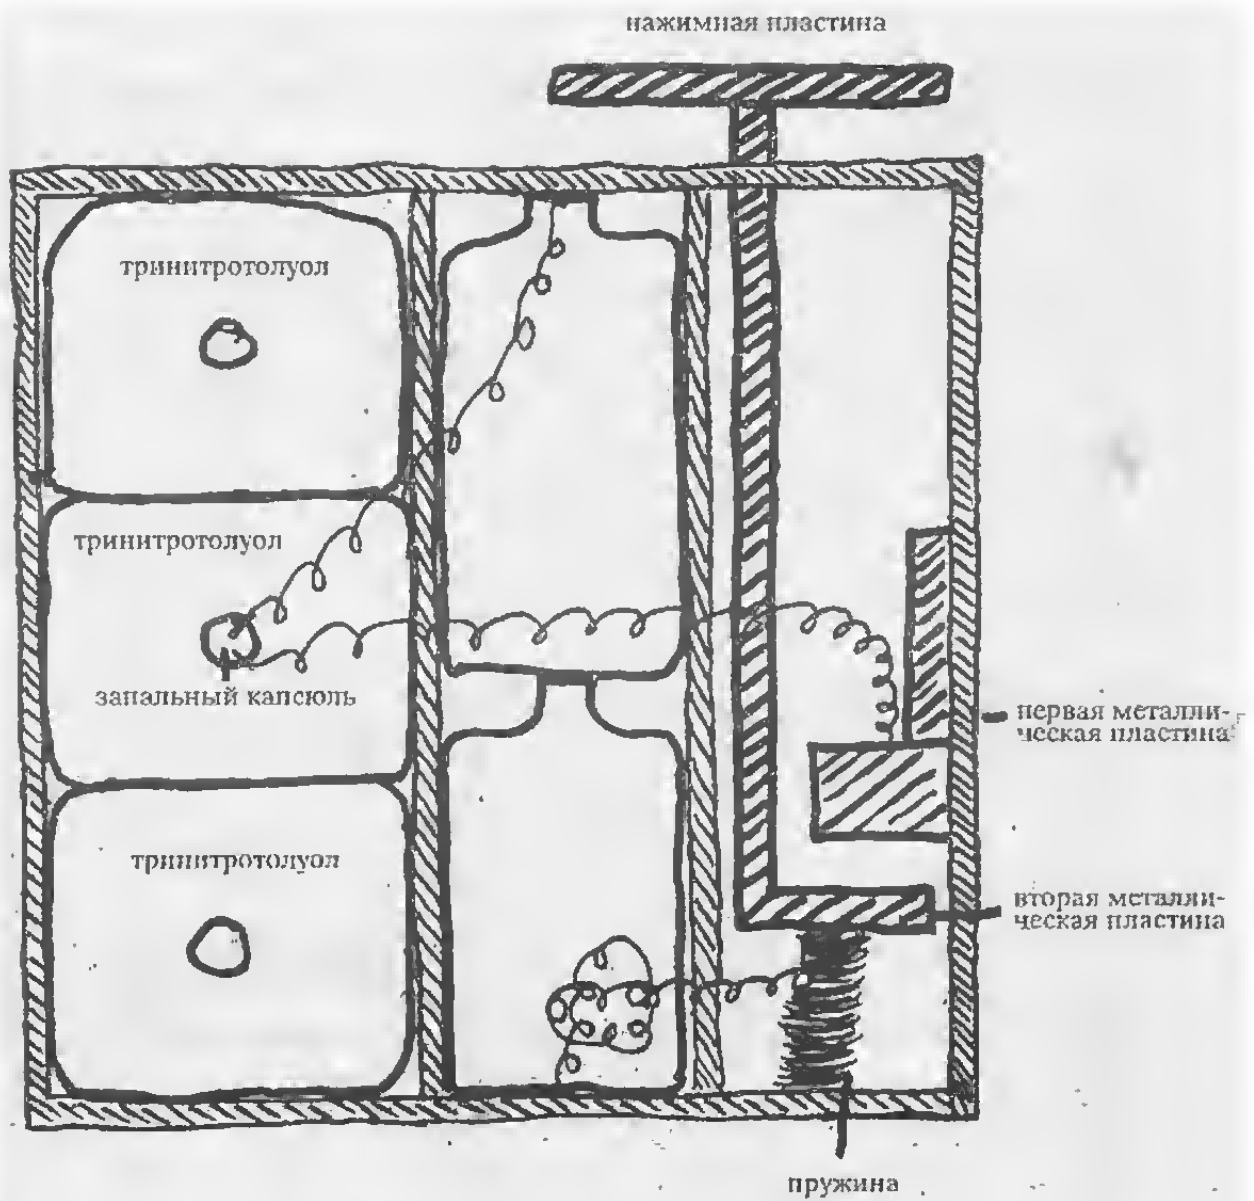 нажимная пластина
тринитротолуол
тринитротолуол
запальный капсюль
первая металли-
ческая пластина
тринитротолуол
вторая металли-
ческая пластина
пружина